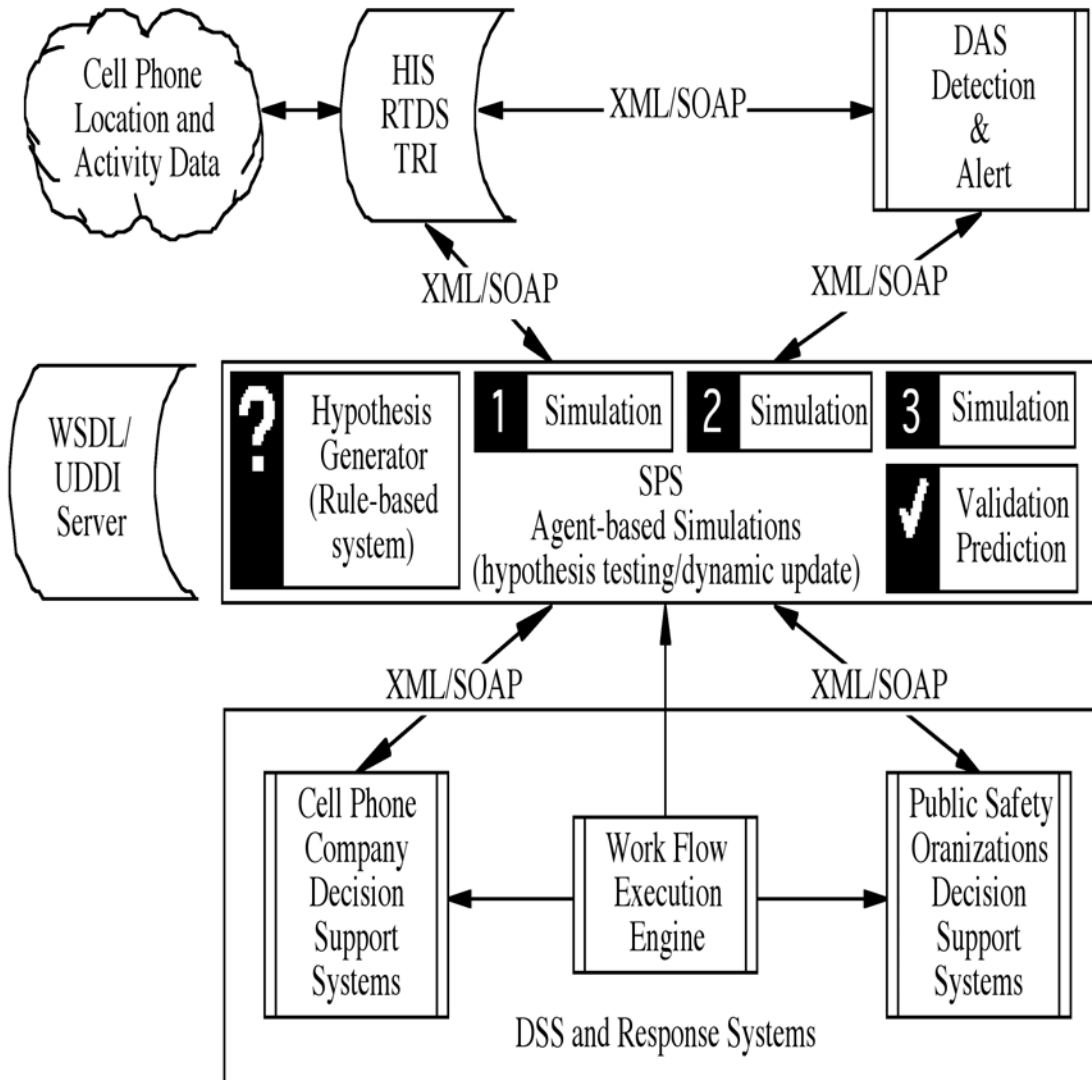 Cell Phone
Location and
Activity Data
HIS
RTDS
TRI
XML/SOAP
DAS
Detection
&
Alert
XML/SOAP
XML/SOAP
WSDL/
UDDI
Server
?
Hypothesis
Generator
(Rule-based
system)
1 Simulation
2 Simulation
3 Simulation
SPS
Agent-based Simulations
(hypothesis testing/dynamic update)
Validation
Prediction
XML/SOAP
XML/SOAP
Cell Phone
Company
Decision
Support
Systems
Work Flow
Execution
Engine
Public Safety
Oranizations
Decision
Support
Systems
DSS and Response Systems